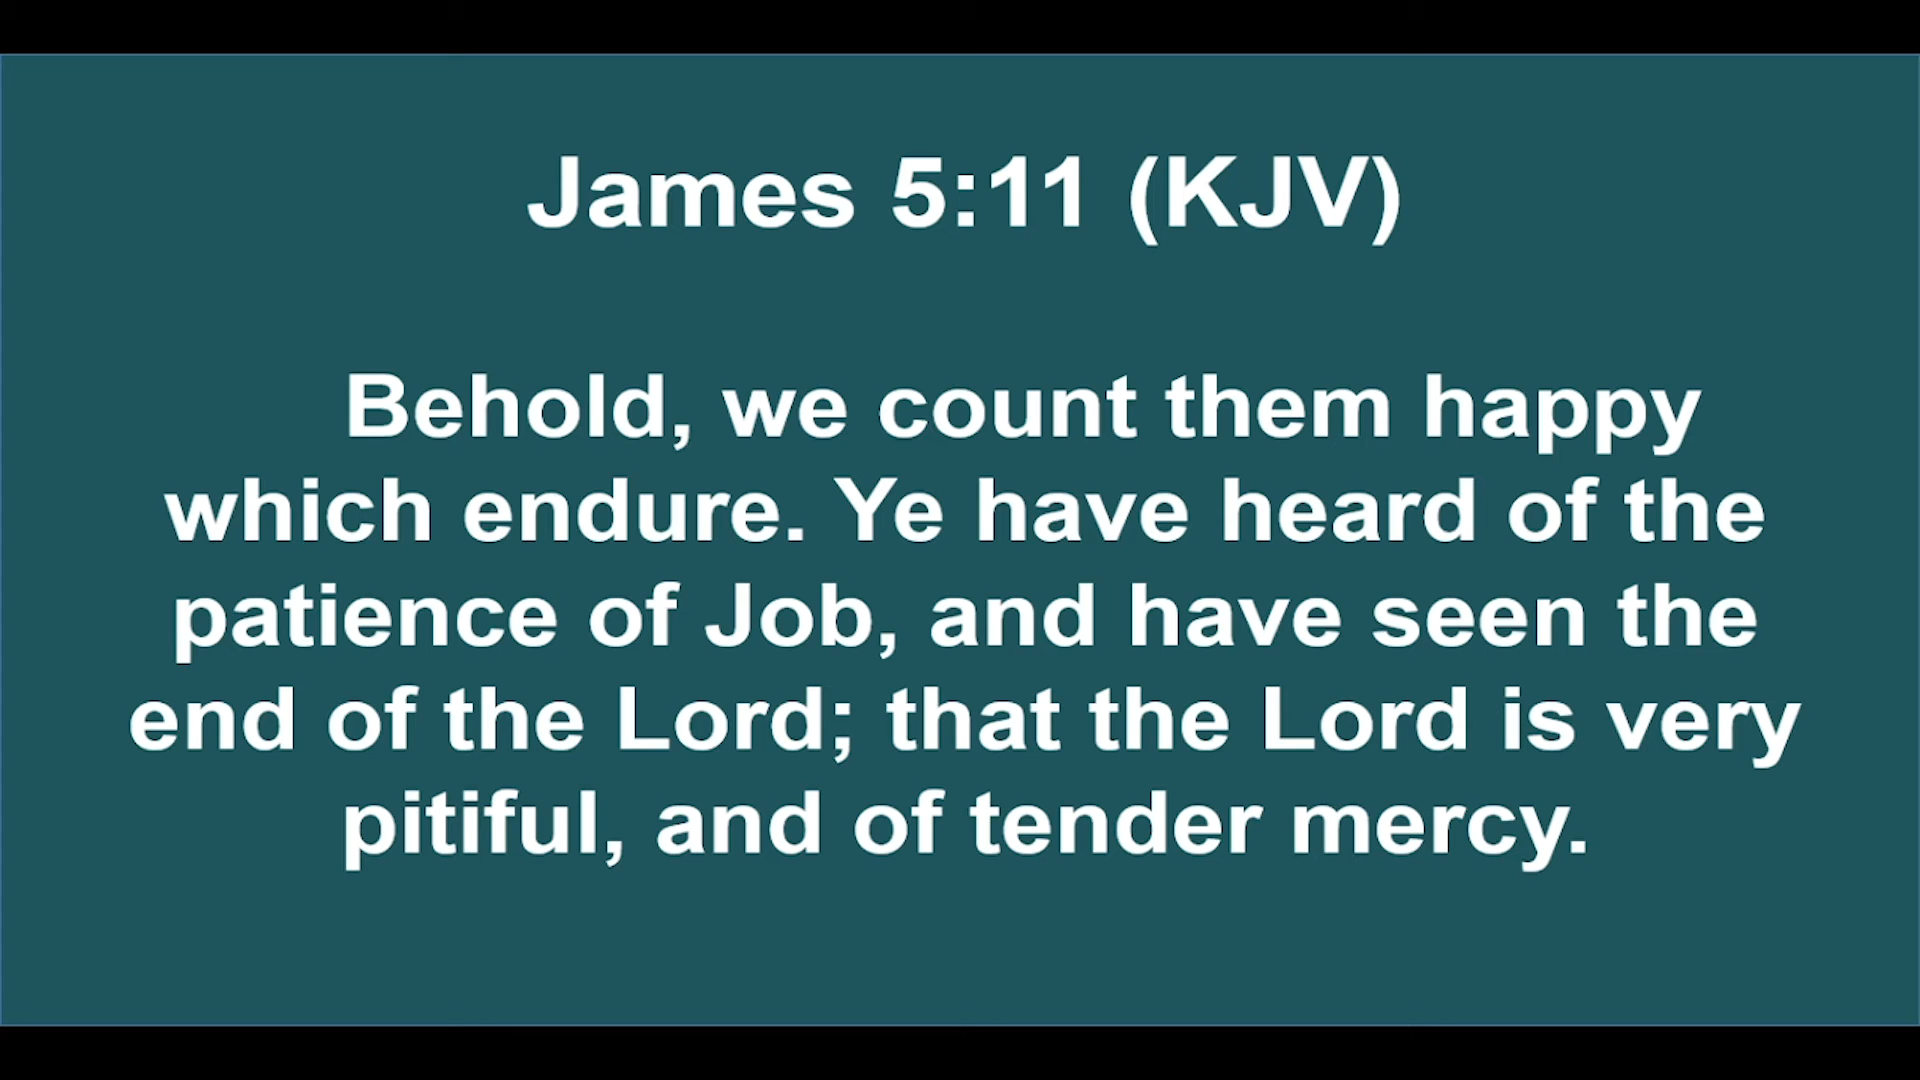 James 5:11 (KJV)
Behold, we count them happy
which endure. Ye have heard of the
patience of Job, and have seen the
end of the Lord; that the Lord is very
pitiful, and of tender mercy.